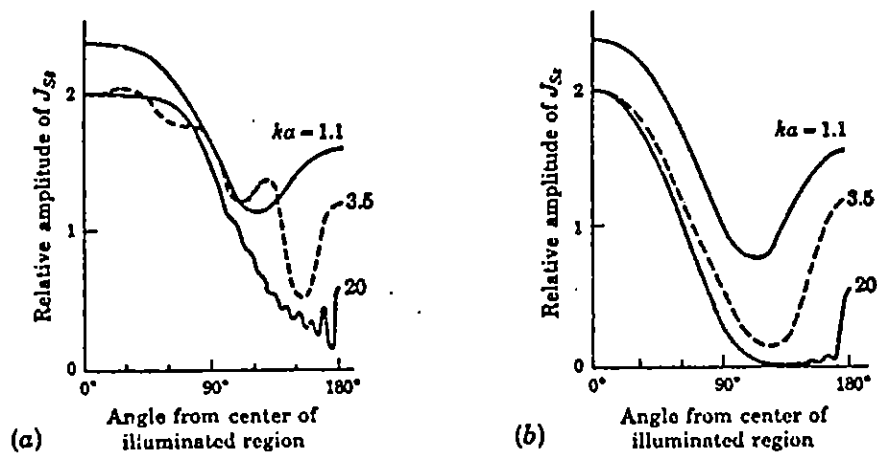 Relative amplitude of J_Sz
2
1
0
ka = 1.1
3.5
20
0°
90°
180°
Angle from center of
illuminated region
(a)
Relative amplitude of J_Sz
2
1
0
ka = 1.1
3.5
20
0°
90°
180°
Angle from center of
illuminated region
(b)